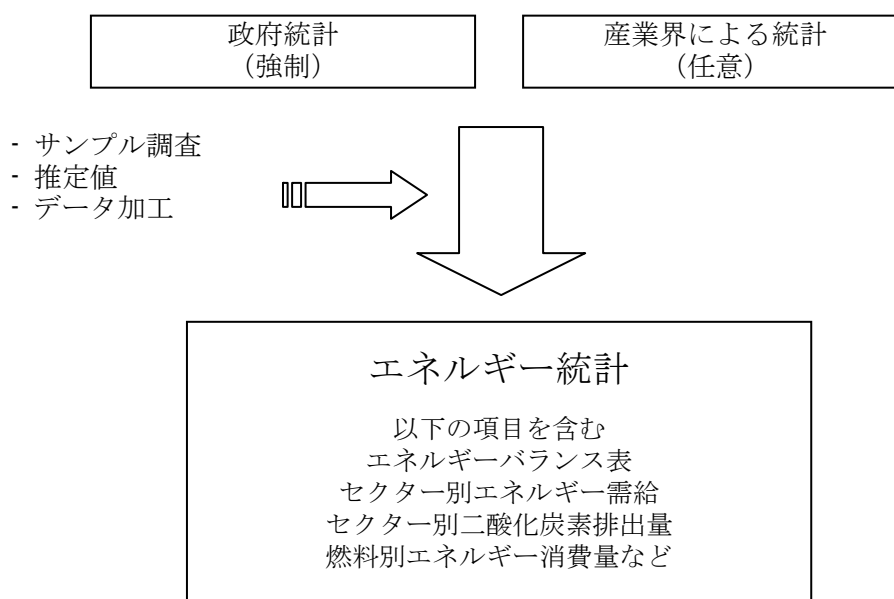 政府統計
（強制）
産業界による統計
（任意）
- サンプル調査
- 推定値
- データ加工
エネルギー統計
以下の項目を含む
エネルギーバランス表
セクター別エネルギー需給
セクター別二酸化炭素排出量
燃料別エネルギー消費量など